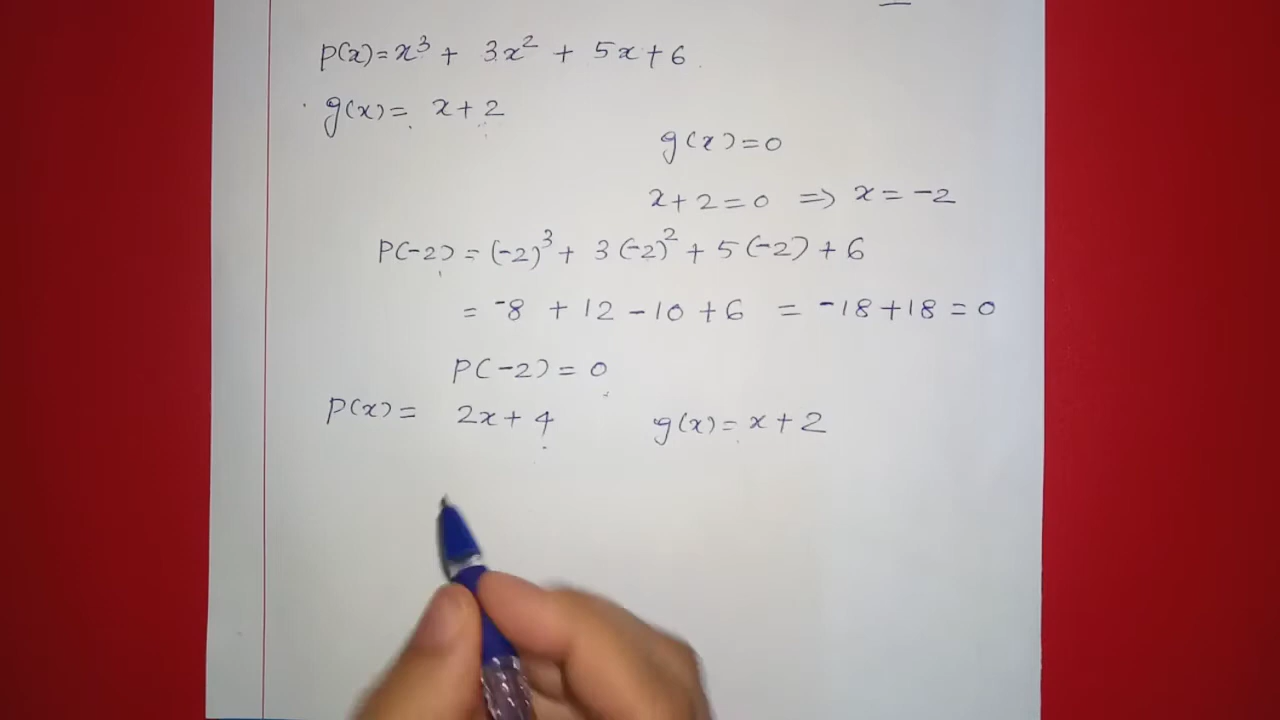 p(x)=x³ + 3x² + 5x+6
g(x)= x+2
g(x)=0
x+2=0 => x=-2
P(-2)=(-2)³+ 3(-2)²+5(-2)+6
= -8 + 12 -10 +6 = -18+18=0
P(-2)=0
P(x)= 2x+4 g(x)=x+2